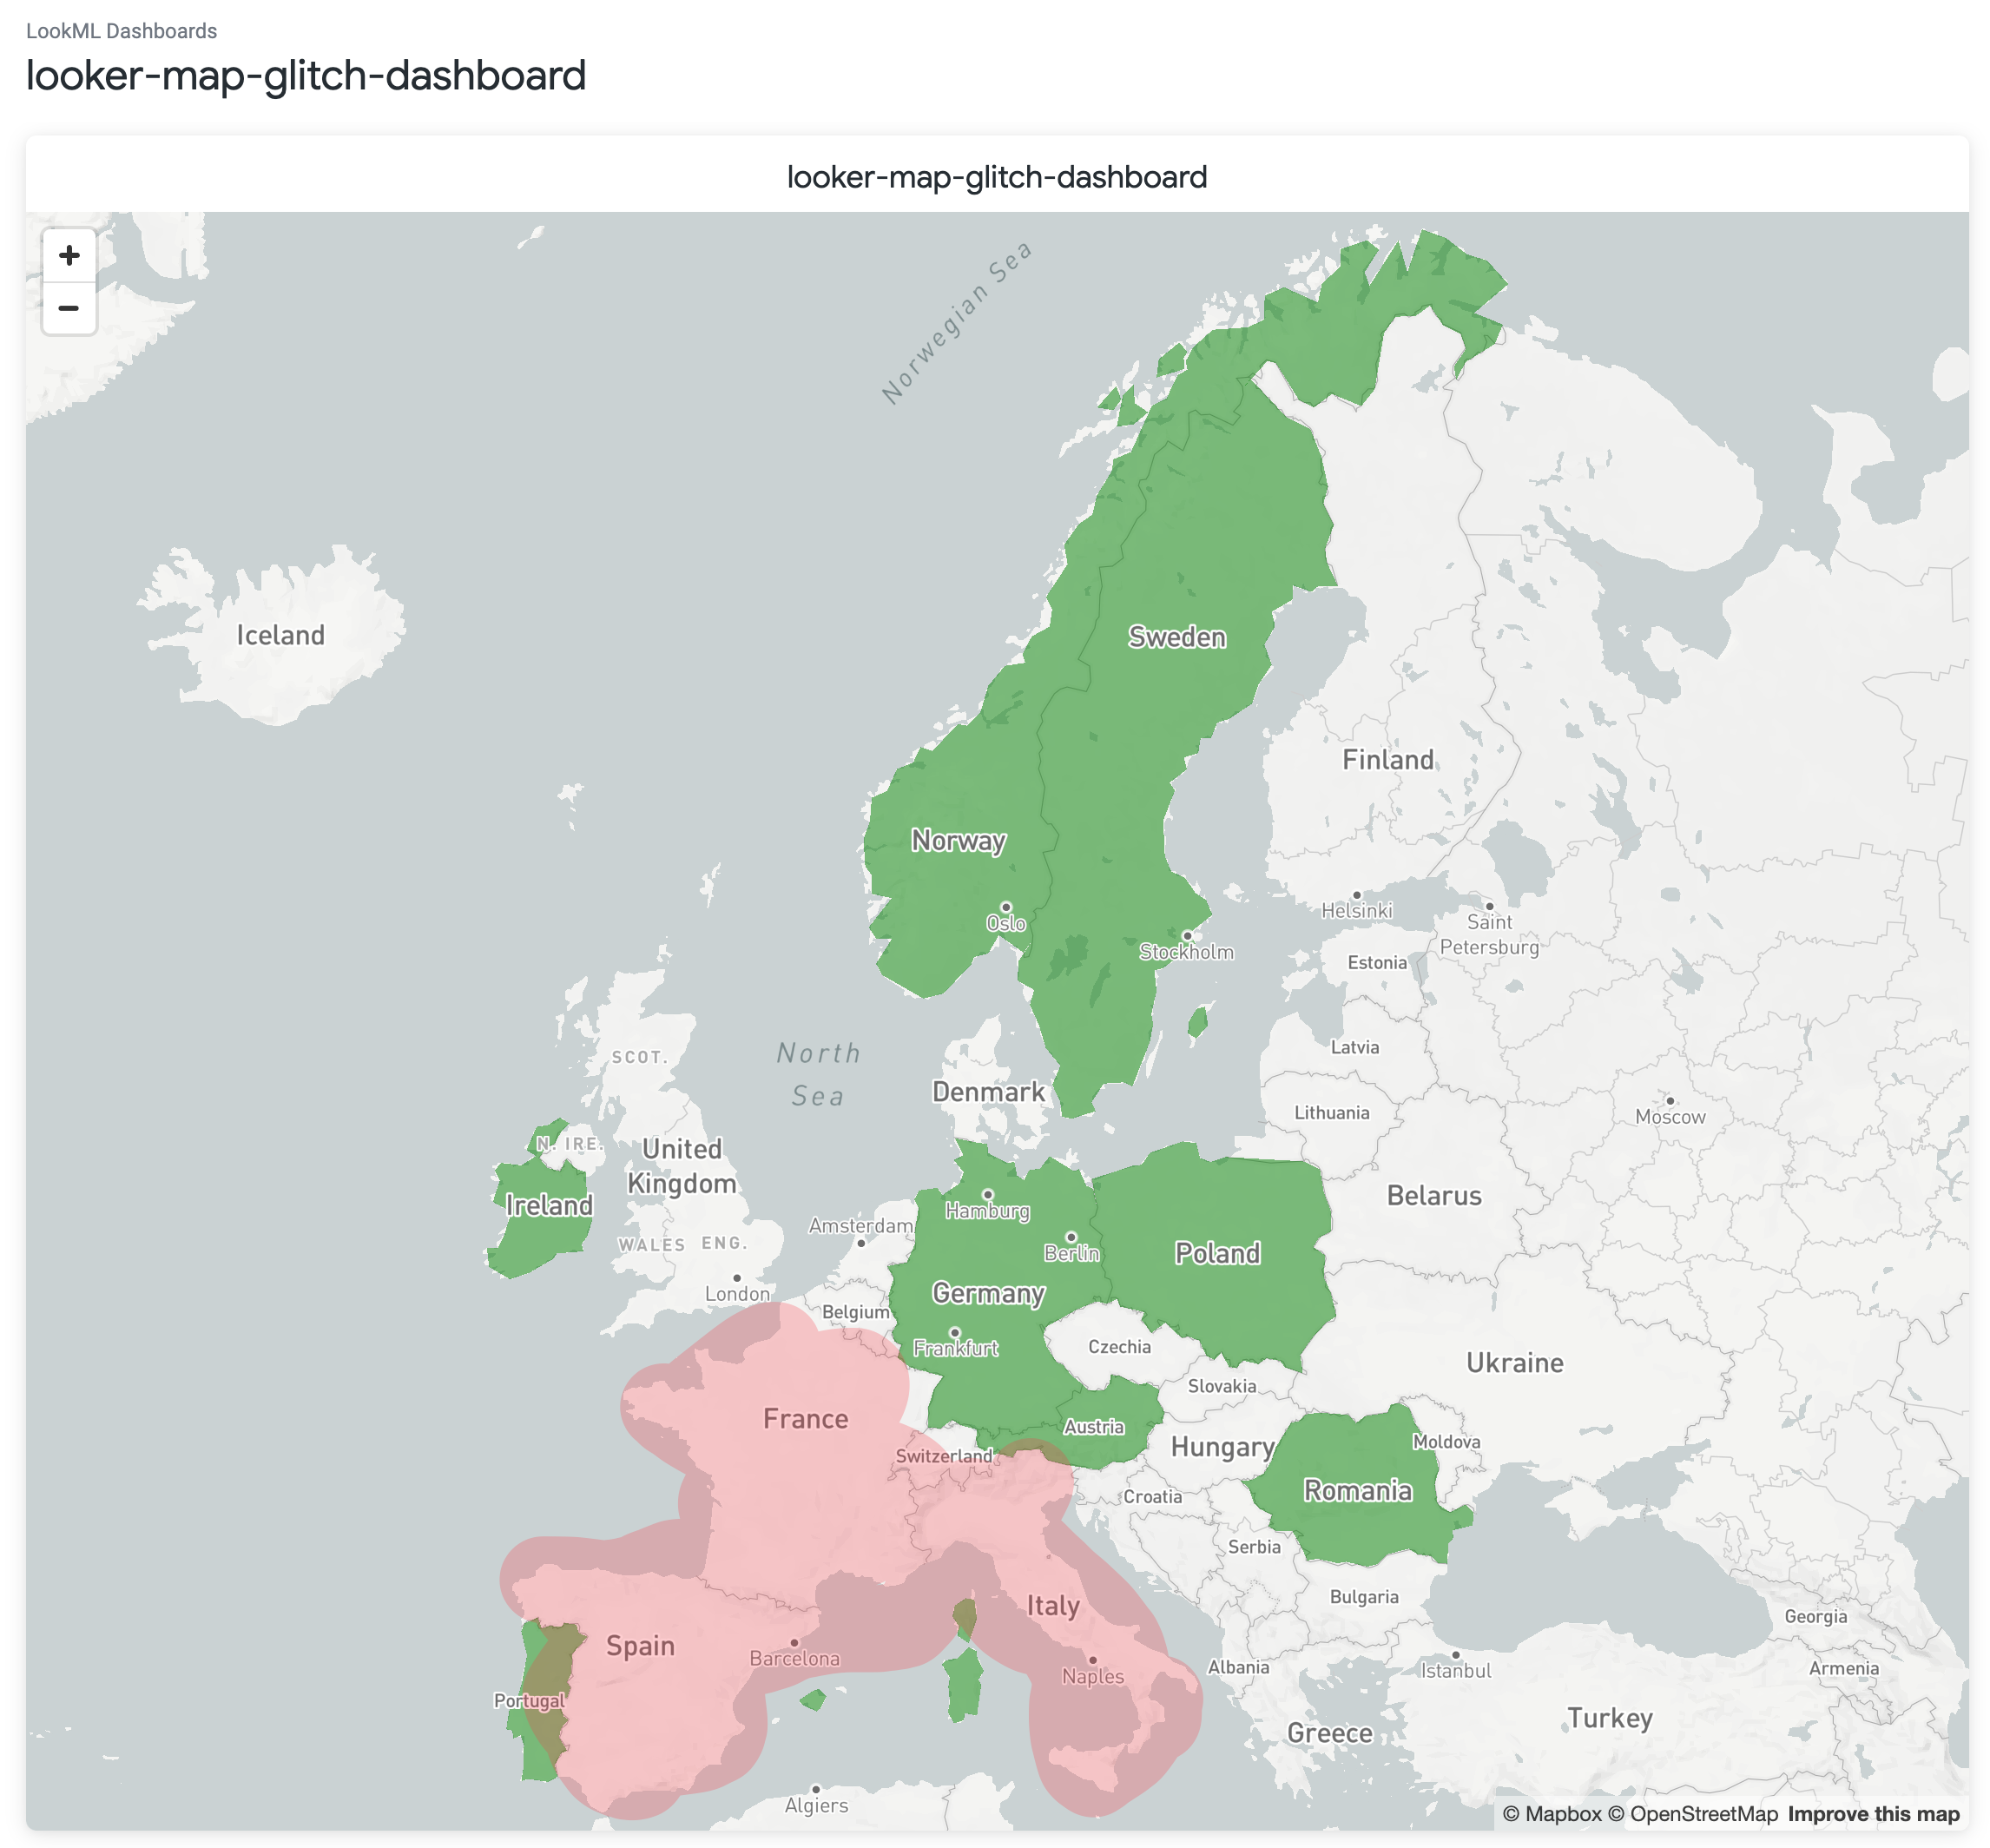 LookML Dashboards
looker-map-glitch-dashboard
looker-map-glitch-dashboard
+
−
Norwegian Sea
Iceland
Sweden
Finland
Norway
Oslo
Helsinki
Saint
Petersburg
Stockholm
Estonia
SCOT.
North
Sea
Latvia
Denmark
Lithuania
Moscow
N. IRE.
United
Kingdom
Ireland
Belarus
Hamburg
Amsterdam
WALES ENG.
Berlin
Poland
London
Germany
Belgium
Frankfurt
Czechia
Ukraine
Slovakia
France
Austria
Switzerland
Hungary
Moldova
Croatia
Romania
Serbia
Bulgaria
Italy
Georgia
Spain
Barcelona
Naples
Albania
Istanbul
Armenia
Portugal
Greece
Turkey
Algiers
© Mapbox © OpenStreetMap Improve this map